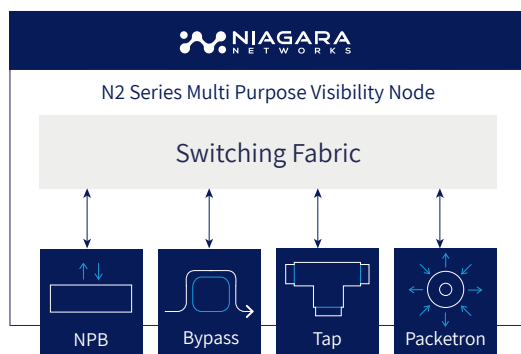 NIAGARA
NETWORKS
N2 Series Multi Purpose Visibility Node
Switching Fabric
NPB
Bypass
Tap
Packetron